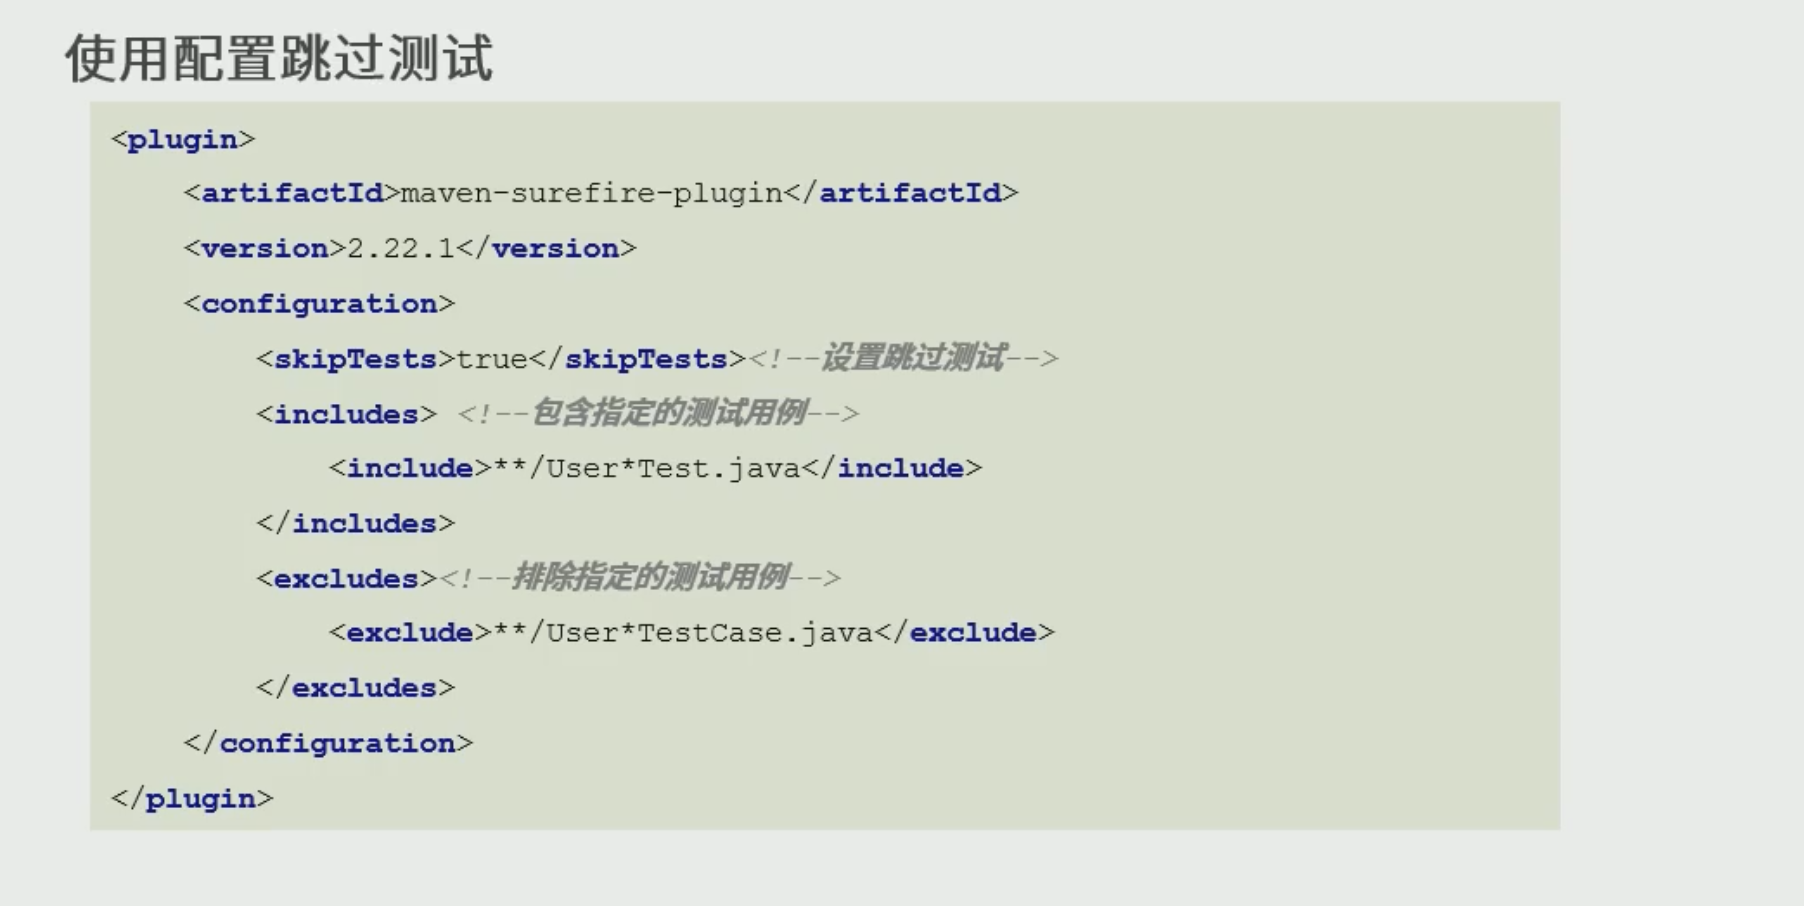 使用配置跳过测试
<plugin>
    <artifactId>maven-surefire-plugin</artifactId>
    <version>2.22.1</version>
    <configuration>
        <skipTests>true</skipTests><!--设置跳过测试-->
        <includes> <!--包含指定的测试用例-->
            <include>**/User*Test.java</include>
        </includes>
        <excludes><!--排除指定的测试用例-->
            <exclude>**/User*TestCase.java</exclude>
        </excludes>
    </configuration>
</plugin>